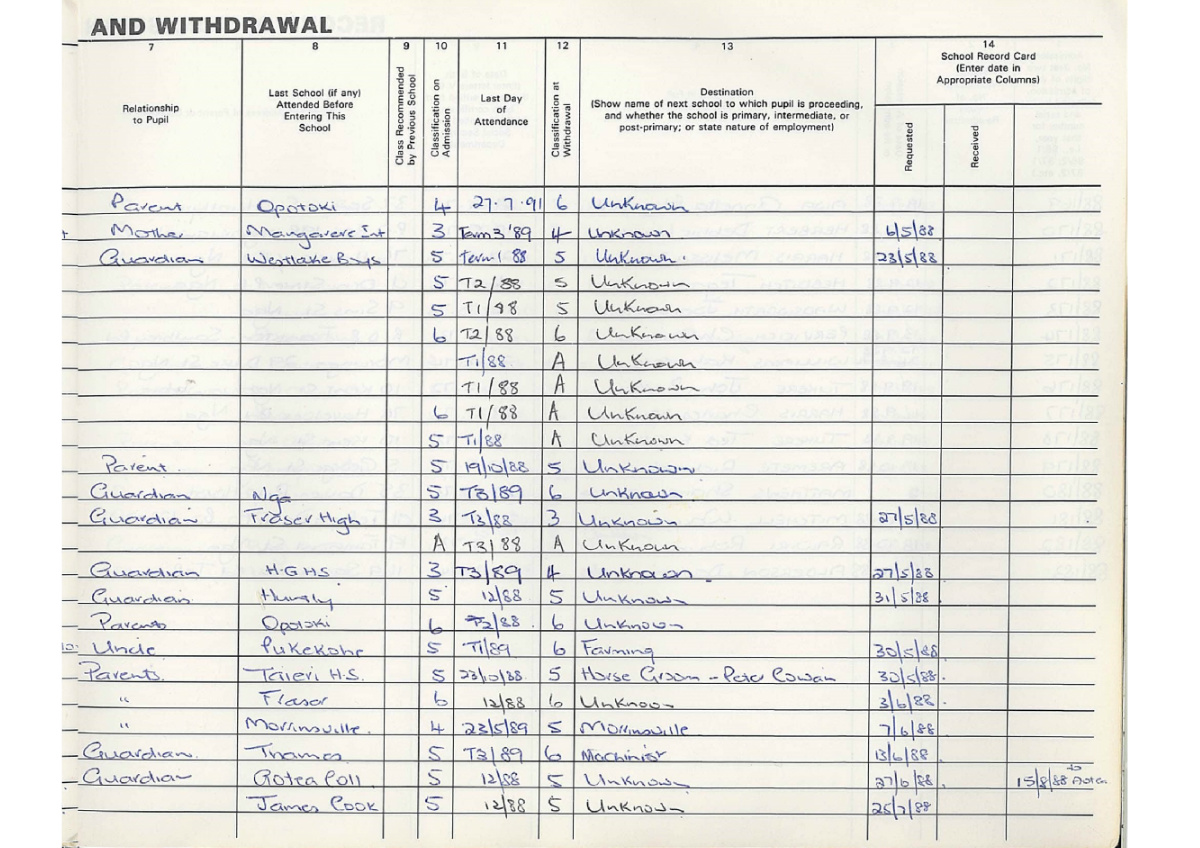 AND WITHDRAWAL
7 8 9 10 11 12 13 14
Relationship to Pupil
Last School (if any) Attended Before Entering This School
Class Recommended by Previous School
Classification on Admission
Last Day of Attendance
Classification at Withdrawal
Destination (Show name of next school to which pupil is proceeding, and whether the school is primary, intermediate, or post-primary; or state nature of employment)
School Record Card (Enter date in Appropriate Columns)
Requested
Received
Parent Opotoki 4 27.7.91 6 Unknown
Mother Mangarere Int 3 Term 3 '89 4 Unknown 6/5/88
Guardian Westlake Boys 5 Term 1 88 5 Unknown. 23/5/88
5 T2/88 5 Unknown
5 T1/88 5 Unknown
6 T2/88 6 Unknown
T1/88 A Unknown
T1/88 A Unknown
6 T1/88 A Unknown
5 T1/88 A Unknown
Parent. 5 19/10/88 5 Unknown
Guardian Nga 5 T3/89 6 Unknown
Guardian Fraser High 3 T3/88 3 Unknown 27/5/88
A T3/88 A Unknown
Guardian H.G.H.S. 3 T3/89 4 Unknown 27/5/88
Guardian. Huntly 5 12/88 5 Unknown 31/5/88
Parents Opotoki 6 T2/88 6 Unknown
Uncle Pukekohe 5 T1/89 6 Farming 30/5/88
Parents. Taieri H.S. 5 23/10/88 5 Horse Groom - Peter Cowan 30/5/88.
" Fraser 6 12/88 6 Unknown 3/6/88.
" Morrinsville. 4 23/5/89 5 Morrinsville 7/6/88.
Guardian. Thames. 5 T3/89 6 Machinist 13/6/88
Guardian Rotea Coll 5 12/88 5 Unknown 27/6/88. 15/8/88 to
James Cook 5 12/88 5 Unknown 25/7/88